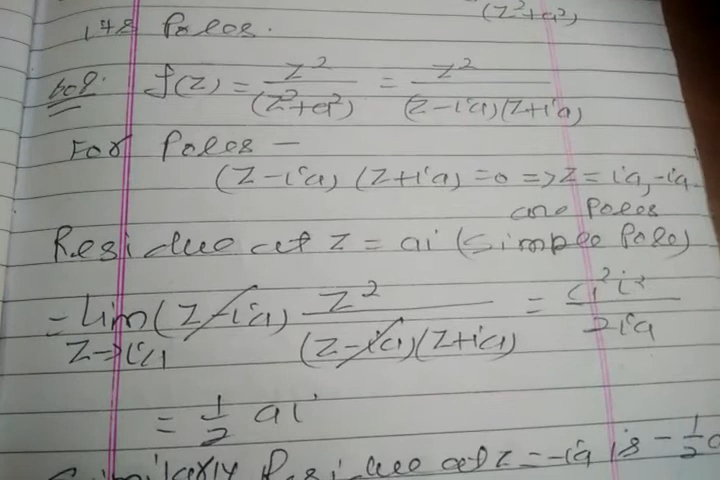 (z²+a²)
its Poles.
Sol. f(z) = z²/(z²+a²) = z²/(z-ia)(z+ia)
For Poles -
(z-ia) (z+ia) = 0 => z = ia, -ia
are Poles
Residue at z = ai (Simple Pole)
= lim z→ia (z-ia) z²/(z-ia)(z+ia) = a²i²/2ia
= 1/2 ai
Similarly Residue at z = -ia is -1/2 a